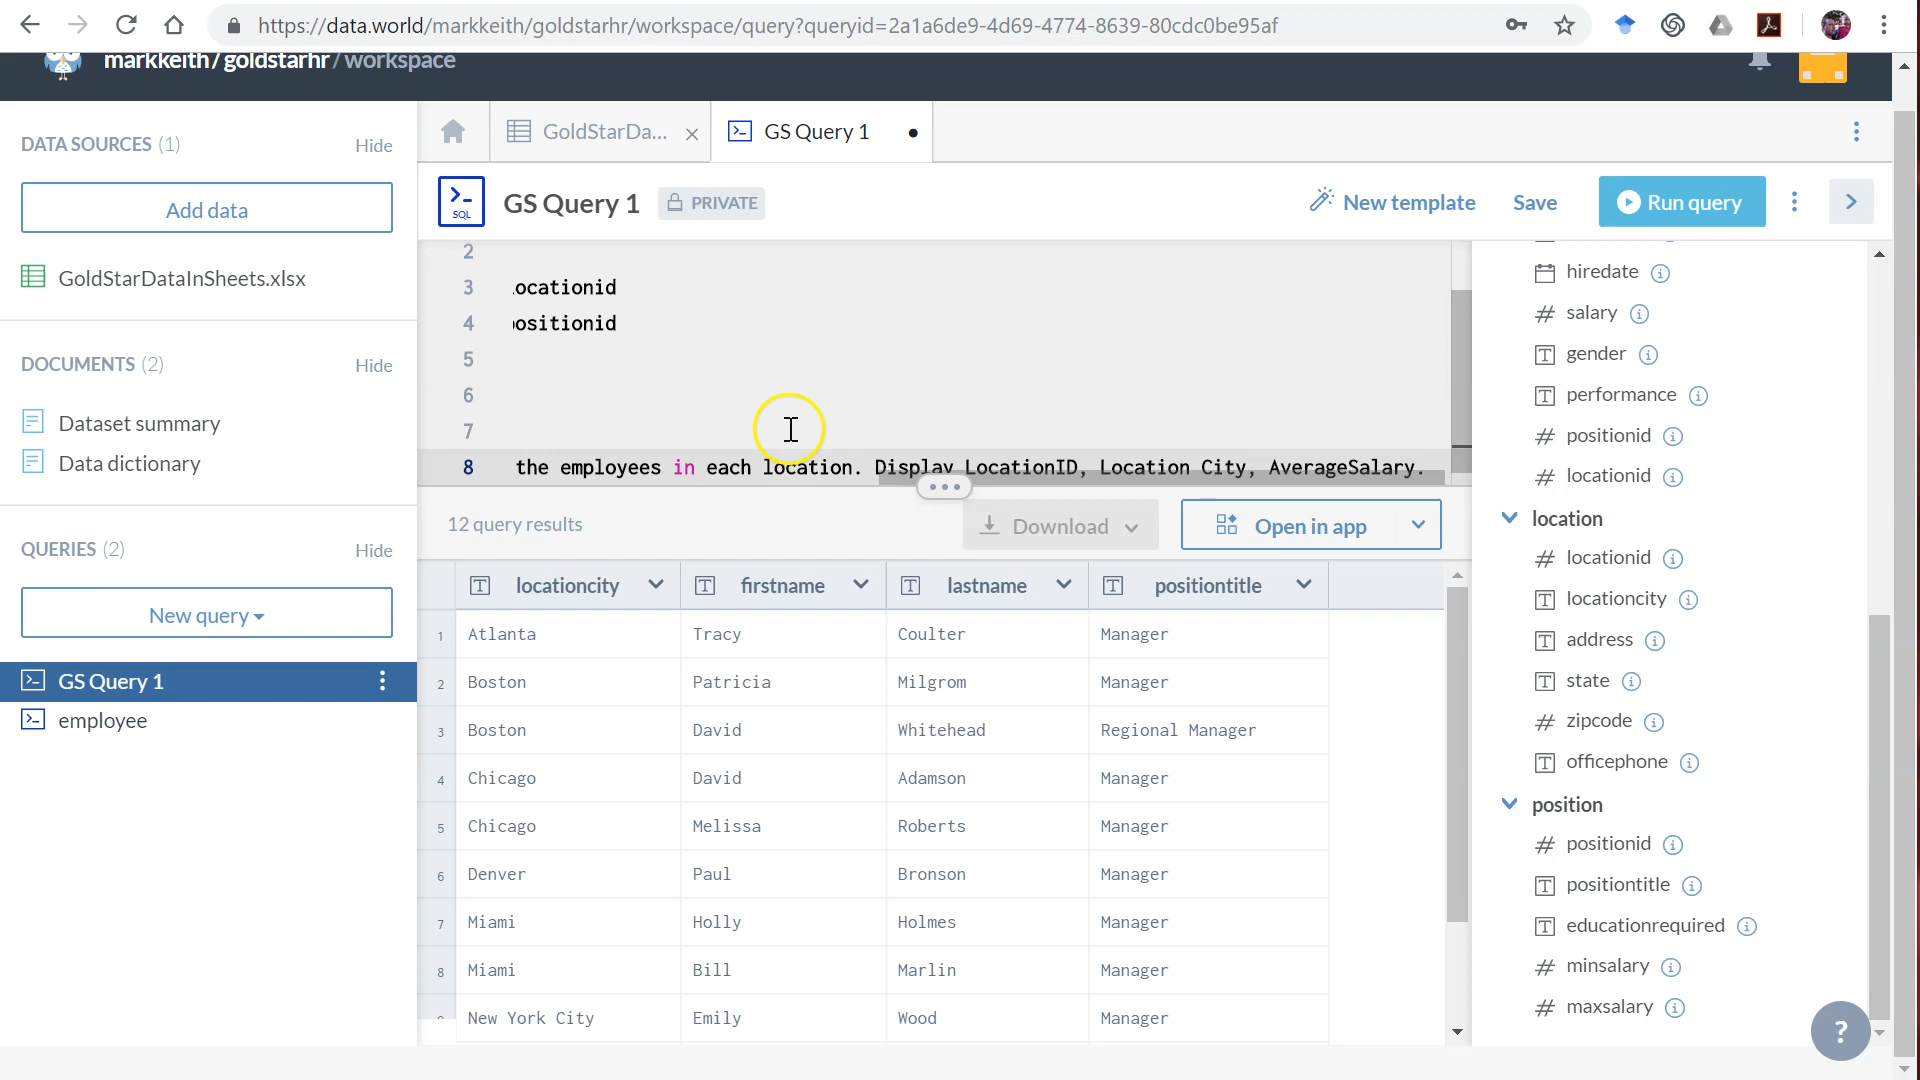 https://data.world/markkeith/goldstarhr/workspace/query?queryid=2a1a6de9-4d69-4774-8639-80cdc0be95af
markkeith/goldstarhr/workspace
DATA SOURCES (1)
Hide
Add data
GoldStarDataInSheets.xlsx
DOCUMENTS (2)
Hide
Dataset summary
Data dictionary
QUERIES (2)
Hide
New query
GS Query 1
employee
GoldStarDa...
GS Query 1
SQL
GS Query 1
PRIVATE
New template
Save
Run query
2
3 .ocationid
4 ositionid
5
6
7
8 the employees in each location. Display LocationID, Location City, AverageSalary.
12 query results
Download
Open in app
locationcity firstname lastname positiontitle
1 Atlanta Tracy Coulter Manager
2 Boston Patricia Milgrom Manager
3 Boston David Whitehead Regional Manager
4 Chicago David Adamson Manager
5 Chicago Melissa Roberts Manager
6 Denver Paul Bronson Manager
7 Miami Holly Holmes Manager
8 Miami Bill Marlin Manager
New York City Emily Wood Manager
hiredate
# salary
gender
performance
# positionid
# locationid
location
# locationid
locationcity
address
state
# zipcode
officephone
position
# positionid
positiontitle
educationrequired
# minsalary
# maxsalary
?